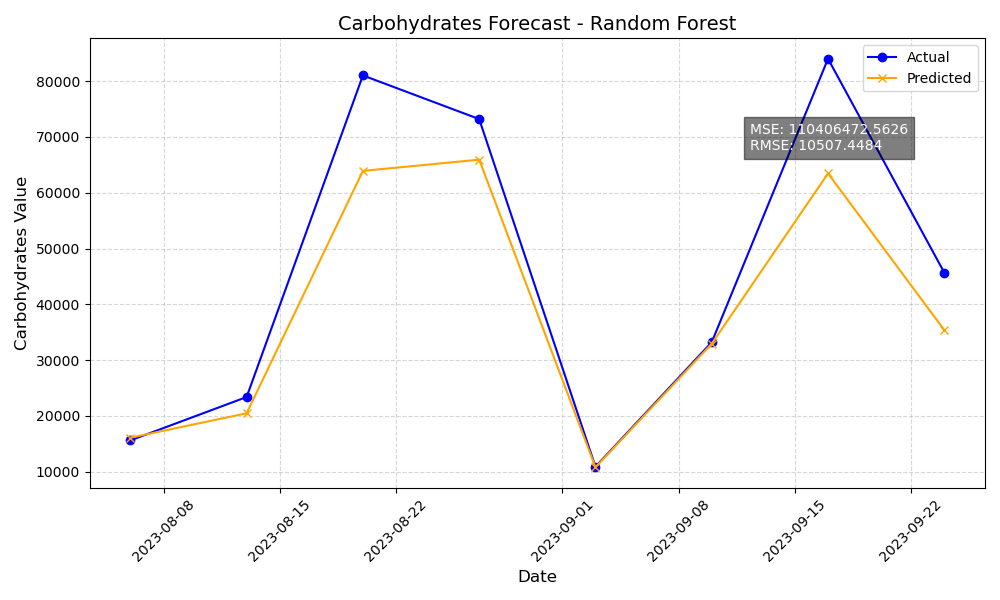 Carbohydrates Forecast - Random Forest
Actual
Predicted
MSE: 110406472.5626
RMSE: 10507.4484
Carbohydrates Value
80000
70000
60000
50000
40000
30000
20000
10000
2023-08-08
2023-08-15
2023-08-22
2023-09-01
2023-09-08
2023-09-15
2023-09-22
Date